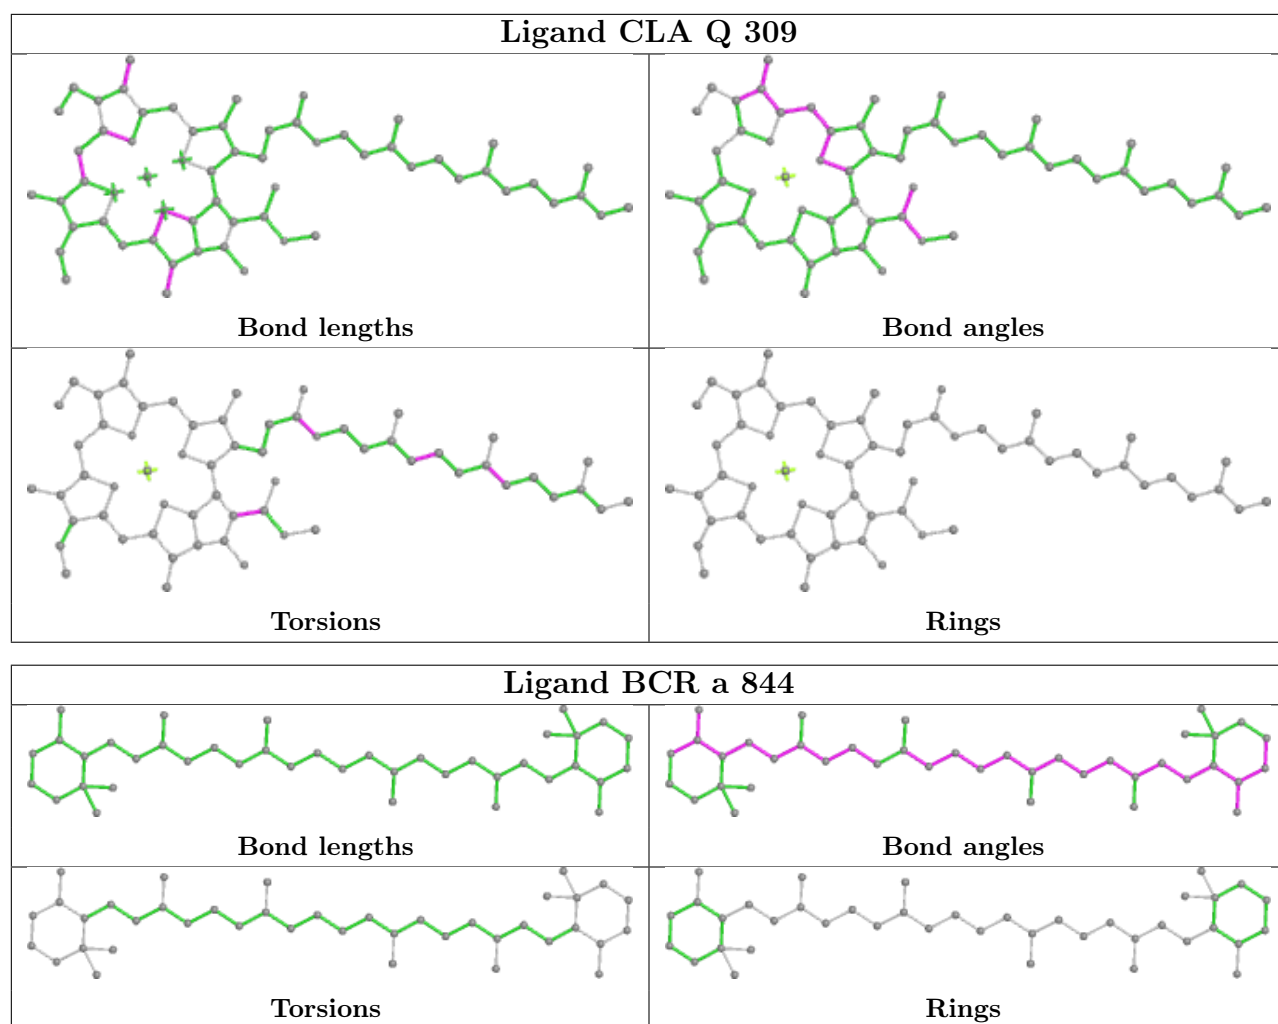 Ligand CLA Q 309
Bond lengths
Bond angles
Torsions
Rings
Ligand BCR a 844
Bond lengths
Bond angles
Torsions
Rings